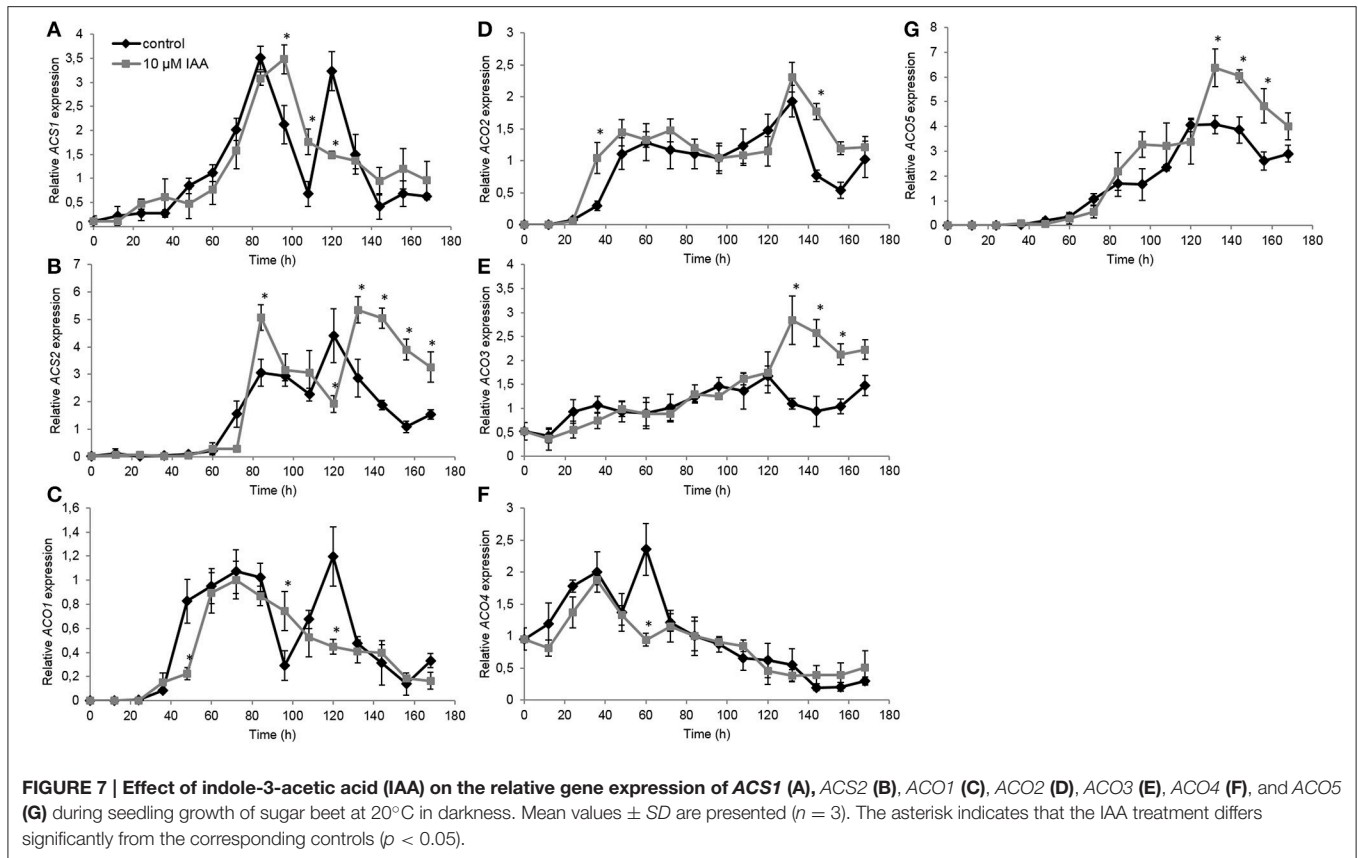 A
control
10 µM IAA
Relative ACS1 expression
4
3,5
3
2,5
2
1,5
1
0,5
0
0 20 40 60 80 100 120 140 160 180
Time (h)
* * *
B
Relative ACS2 expression
7
6
5
4
3
2
1
0
0 20 40 60 80 100 120 140 160 180
Time (h)
* * * * * *
C
Relative ACO1 expression
1,6
1,4
1,2
1
0,8
0,6
0,4
0,2
0
0 20 40 60 80 100 120 140 160 180
Time (h)
* * *
D
Relative ACO2 expression
3
2,5
2
1,5
1
0,5
0
0 20 40 60 80 100 120 140 160 180
Time (h)
* *
E
Relative ACO3 expression
4
3,5
3
2,5
2
1,5
1
0,5
0
0 20 40 60 80 100 120 140 160 180
Time (h)
* * *
F
Relative ACO4 expression
3
2,5
2
1,5
1
0,5
0
0 20 40 60 80 100 120 140 160 180
Time (h)
*
G
Relative ACO5 expression
8
7
6
5
4
3
2
1
0
0 20 40 60 80 100 120 140 160 180
Time (h)
* * *
FIGURE 7 | Effect of indole-3-acetic acid (IAA) on the relative gene expression of ACS1 (A), ACS2 (B), ACO1 (C), ACO2 (D), ACO3 (E), ACO4 (F), and ACO5
(G) during seedling growth of sugar beet at 20°C in darkness. Mean values ± SD are presented (n = 3). The asterisk indicates that the IAA treatment differs
significantly from the corresponding controls (p < 0.05).